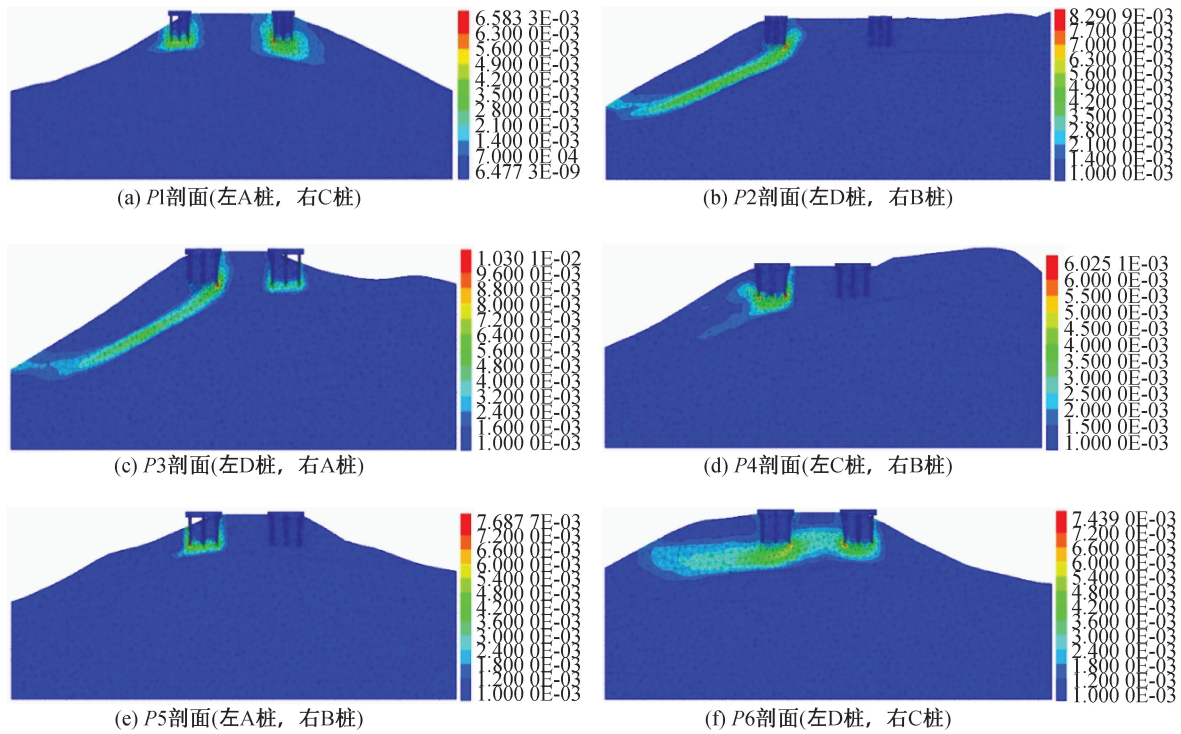 6.583 3E-03
6.300 0E-03
5.600 0E-03
4.900 0E-03
4.200 0E-03
3.500 0E-03
2.800 0E-03
2.100 0E-03
1.400 0E-03
7.000 0E 04
6.477 3E-09
(a) P1剖面(左A桩，右C桩)
8.290 9E-03
7.700 0E-03
7.000 0E-03
6.300 0E-03
5.600 0E-03
4.900 0E-03
4.200 0E-03
3.500 0E-03
2.800 0E-03
2.100 0E-03
1.400 0E-03
1.000 0E-03
(b) P2剖面(左D桩，右B桩)
1.030 1E-02
9.600 0E-03
8.800 0E-03
8.000 0E-03
7.200 0E-03
6.400 0E-03
5.600 0E-03
4.800 0E-03
4.000 0E-03
3.200 0E-03
2.400 0E-03
1.600 0E-03
1.000 0E-03
(c) P3剖面(左D桩，右A桩)
6.025 1E-03
6.000 0E-03
5.500 0E-03
5.000 0E-03
4.500 0E-03
4.000 0E-03
3.500 0E-03
3.000 0E-03
2.500 0E-03
2.000 0E-03
1.500 0E-03
1.000 0E-03
(d) P4剖面(左C桩，右B桩)
7.687 7E-03
7.200 0E-03
6.600 0E-03
6.000 0E-03
5.400 0E-03
4.800 0E-03
4.200 0E-03
3.600 0E-03
3.000 0E-03
2.400 0E-03
1.800 0E-03
1.200 0E-03
1.000 0E-03
(e) P5剖面(左A桩，右B桩)
7.439 0E-03
7.200 0E-03
6.600 0E-03
6.000 0E-03
5.400 0E-03
4.800 0E-03
4.200 0E-03
3.600 0E-03
3.000 0E-03
2.400 0E-03
1.800 0E-03
1.200 0E-03
1.000 0E-03
(f) P6剖面(左D桩，右C桩)